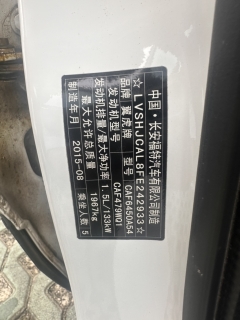 中国·长安福特汽车有限公司制造
☆LVSHJCAL8FE242933☆
品牌 翼虎牌 型号 CAF6450A54
发动机型号 CAF479WQ1
发动机排量/最大净功率 1.5L/133kW
最大允许总质量 1967kg
制造年月 2015-08 乘坐人数 5